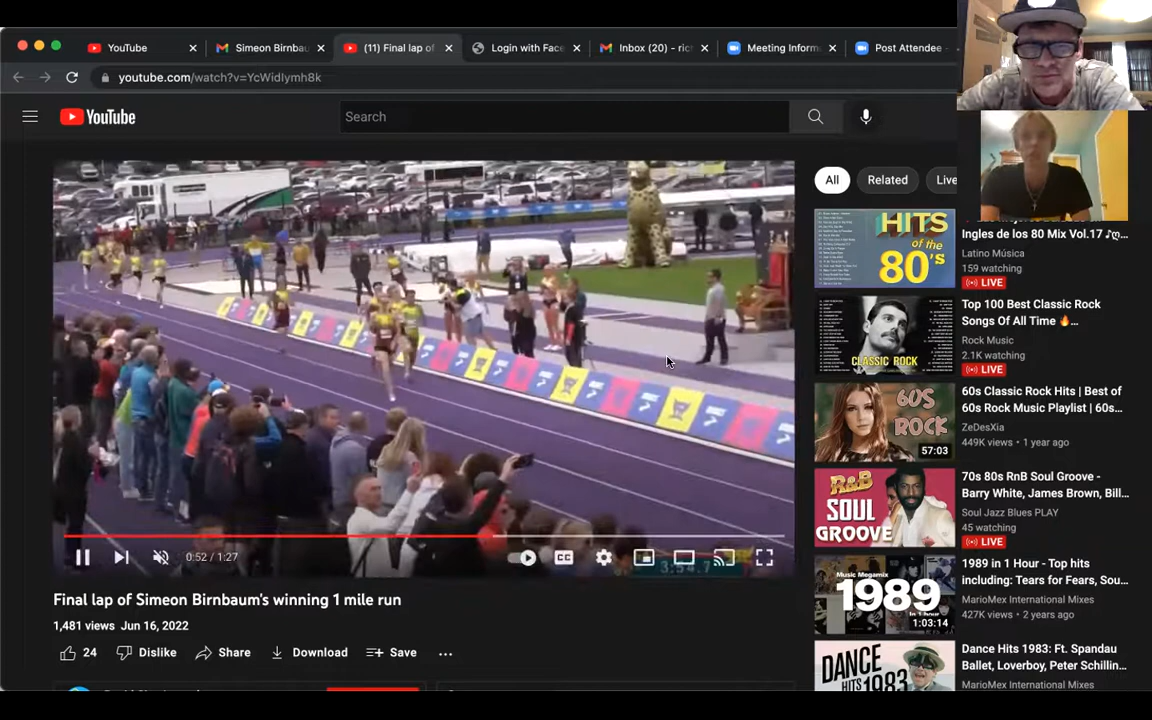 YouTube
Simeon Birnbau
(11) Final lap of
Login with Face
Inbox (20) - ric
Meeting Inform
Post Attendee
youtube.com/watch?v=YcWidlymh8k
YouTube
Search
All
Related
Live
HITS
of the
80's
Ingles de los 80 Mix Vol.17
Latino Música
159 watching
LIVE
CLASSIC ROCK
Top 100 Best Classic Rock
Songs Of All Time 🔥...
Rock Music
2.1K watching
LIVE
60S
ROCK
57:03
60s Classic Rock Hits | Best of
60s Rock Music Playlist | 60s...
ZeDesXia
449K views • 1 year ago
R&B
SOUL
GROOVE
70s 80s RnB Soul Groove -
Barry White, James Brown, Bill...
Soul Jazz Blues PLAY
45 watching
LIVE
Music Megamix
1989
1:03:14
1989 in 1 Hour - Top hits
including: Tears for Fears, Sou...
MarioMex International Mixes
427K views • 2 years ago
DANCE
HITS 1983
Dance Hits 1983: Ft. Spandau
Ballet, Loverboy, Peter Schillin...
MarioMex International Mixes
0:52 / 1:27
CC
3:54.7
Final lap of Simeon Birnbaum's winning 1 mile run
1,481 views Jun 16, 2022
24
Dislike
Share
Download
Save